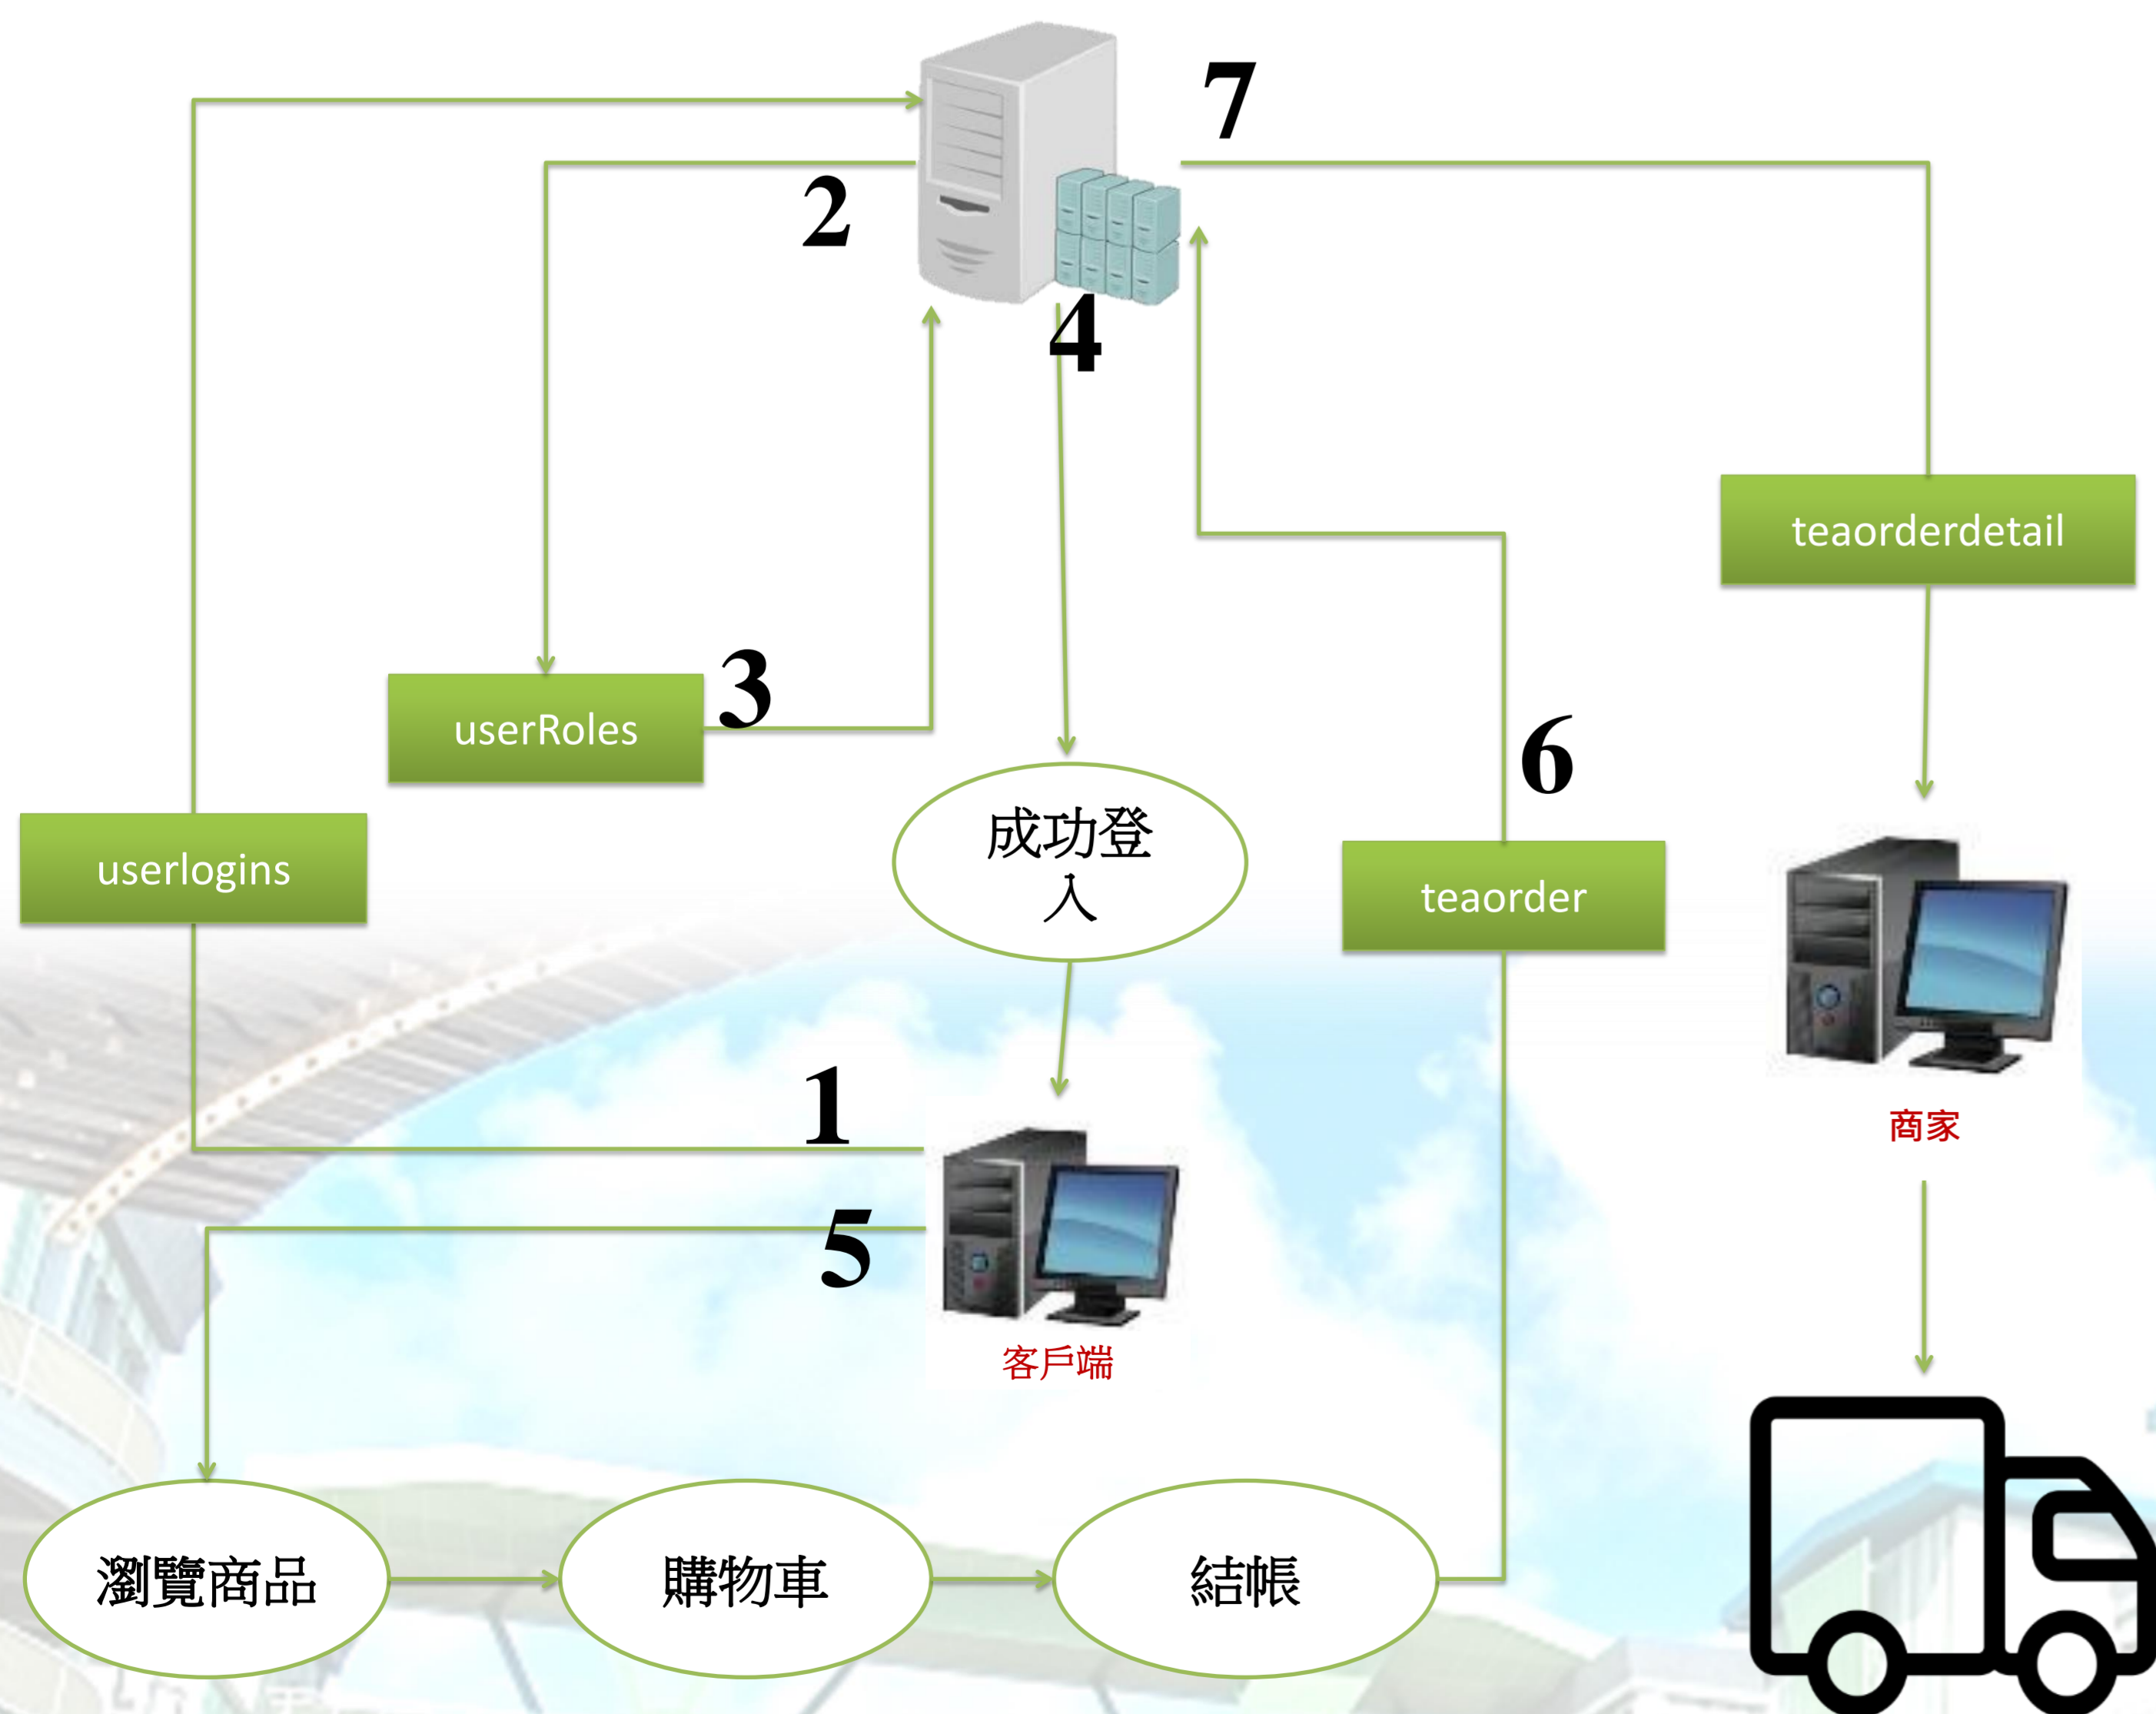 7
2
4
teaorderdetail
3
userRoles
6
成功登
入
userlogins
teaorder
1
商家
5
客戶端
瀏覽商品
購物車
結帳